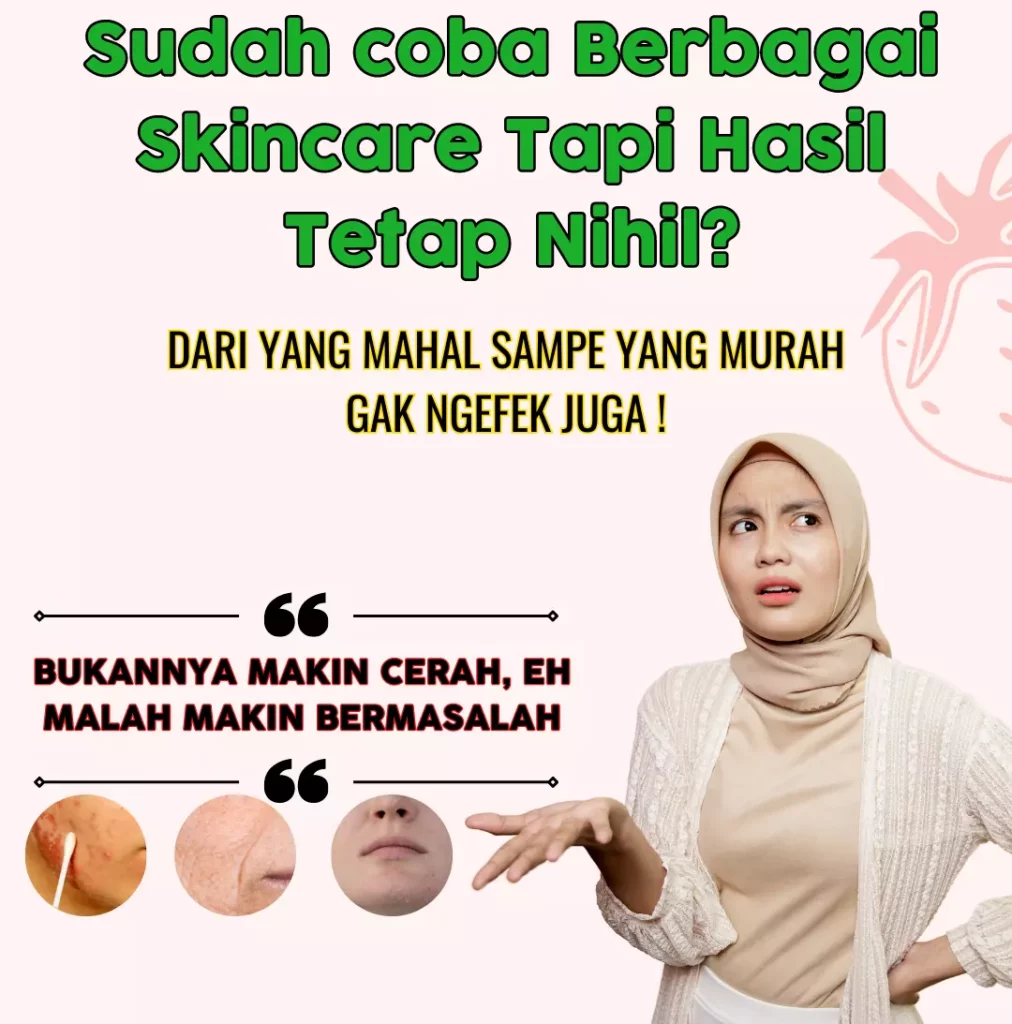 Sudah coba Berbagai
Skincare Tapi Hasil
Tetap Nihil?
DARI YANG MAHAL SAMPE YANG MURAH
GAK NGEFEK JUGA !
BUKANNYA MAKIN CERAH, EH
MALAH MAKIN BERMASALAH